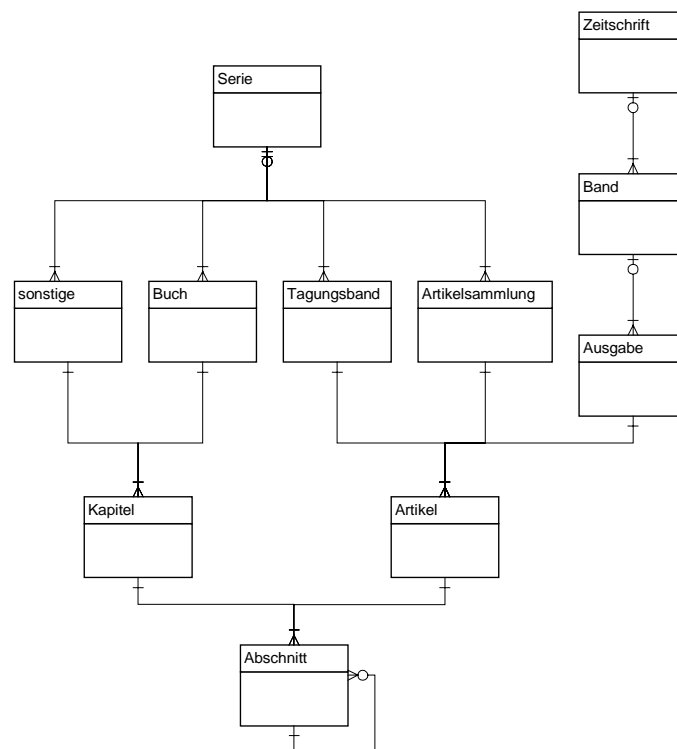 Zeitschrift
Serie
Band
sonstige
Buch
Tagungsband
Artikelsammlung
Ausgabe
Kapitel
Artikel
Abschnitt